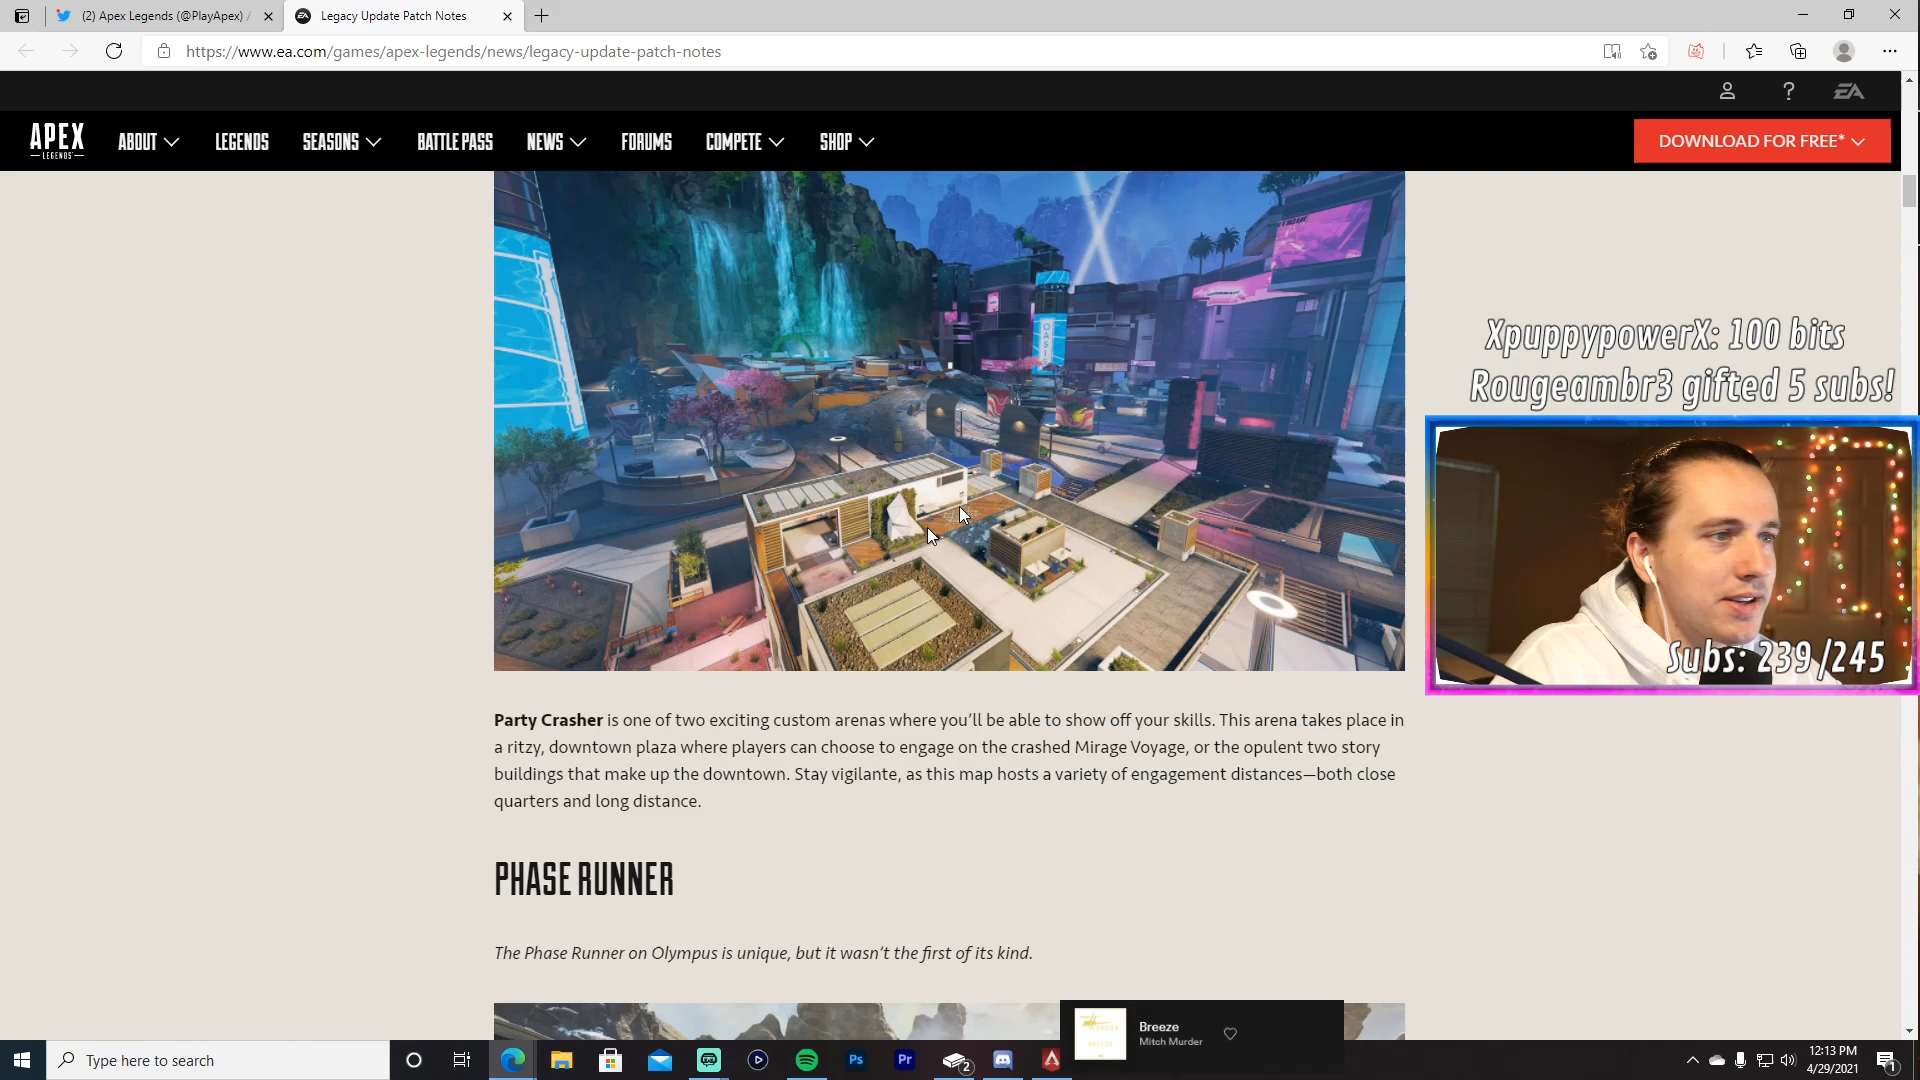 (2) Apex Legends (@PlayApex) /
Legacy Update Patch Notes
https://www.ea.com/games/apex-legends/news/legacy-update-patch-notes
EA
APEX
LEGENDS
ABOUT
LEGENDS
SEASONS
BATTLE PASS
NEWS
FORUMS
COMPETE
SHOP
DOWNLOAD FOR FREE*
OASIS
XpuppypowerX: 100 bits
Rougeambr3 gifted 5 subs!
Subs: 239/245
Party Crasher is one of two exciting custom arenas where you’ll be able to show off your skills. This arena takes place in
a ritzy, downtown plaza where players can choose to engage on the crashed Mirage Voyage, or the opulent two story
buildings that make up the downtown. Stay vigilante, as this map hosts a variety of engagement distances—both close
quarters and long distance.
PHASE RUNNER
The Phase Runner on Olympus is unique, but it wasn’t the first of its kind.
Breeze
Mitch Murder
Type here to search
Ps
Pr
2
12:13 PM
4/29/2021
1